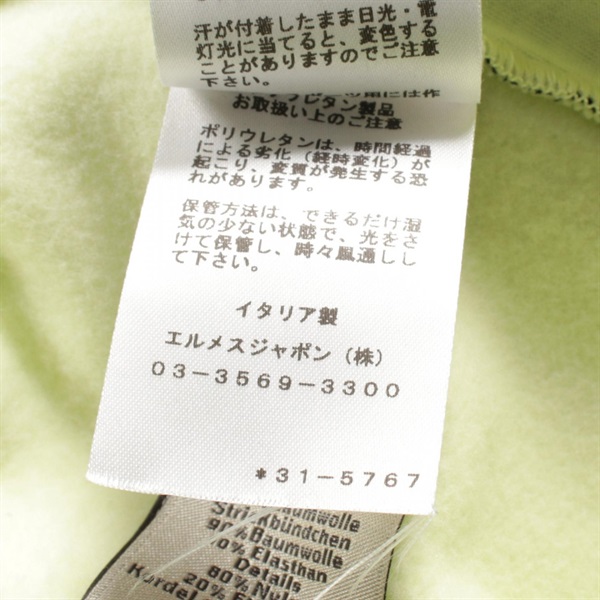 汗が付着したまま日光・電
灯光に当てると、変色する
ことがありますのでご注意
下さい。
お取扱い上のご注意
ポリウレタンは、時間経過
による劣化（経時変化）が
起こり、変質が発生する恐
れがあります。
保管方法は、できるだけ湿
気の少ない状態で、光をさ
けて保管し、時々風通しし
て下さい。
イタリア製
エルメスジャポン（株）
03-3569-3300
*31-5767
Strickbündchen
90% Baumwolle
10% Elasthan
Details
80%
20%
Kordel